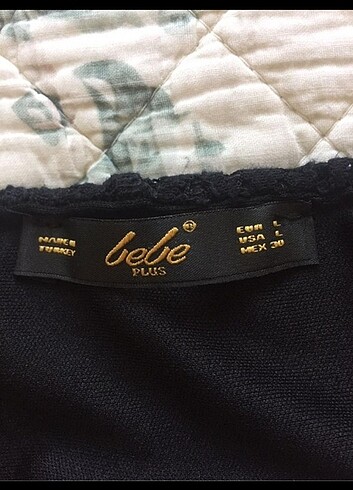 MADE IN
TURKEY
bebe ®
PLUS
EUR L
USA L
MEX 30